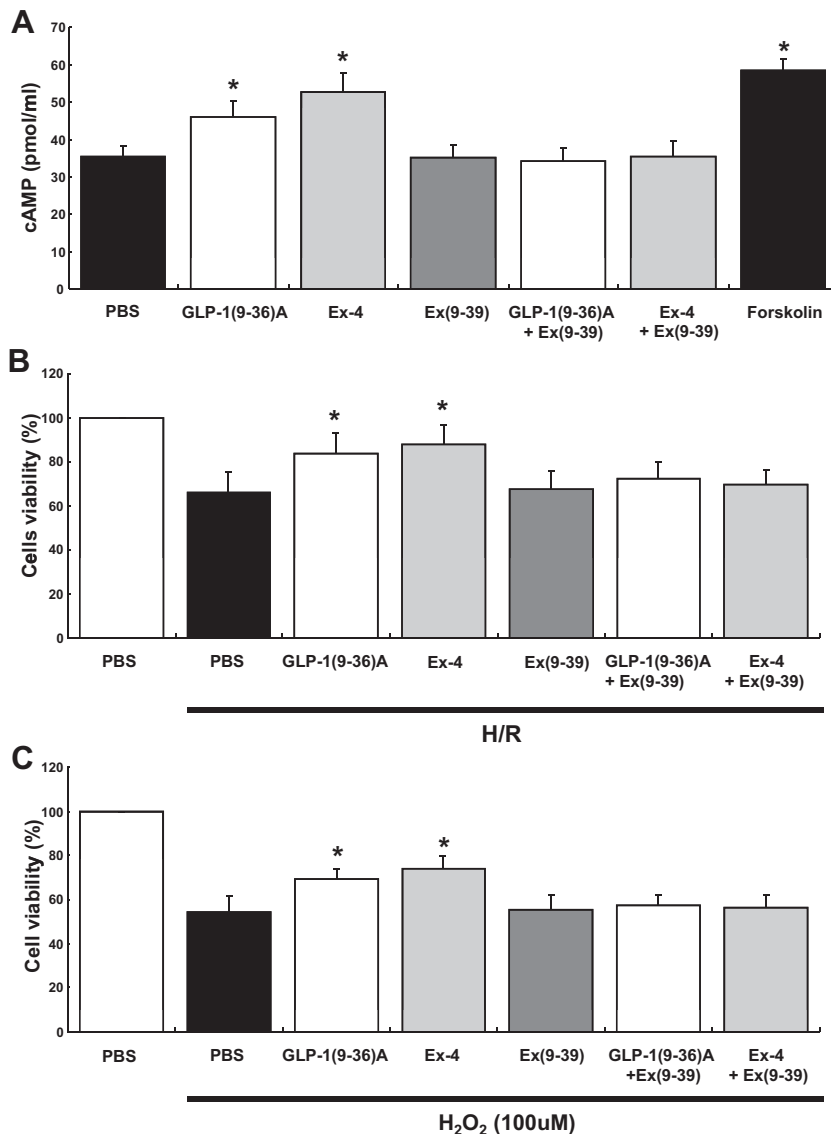 A
70
60
50
40
30
20
10
0
cAMP (pmol/ml)
*
*
*
PBS
GLP-1(9-36)A
Ex-4
Ex(9-39)
GLP-1(9-36)A
+ Ex(9-39)
Ex-4
+ Ex(9-39)
Forskolin
B
120
100
80
60
40
20
0
Cells viability (%)
*
*
PBS
PBS
GLP-1(9-36)A
Ex-4
Ex(9-39)
GLP-1(9-36)A
+ Ex(9-39)
Ex-4
+ Ex(9-39)
H/R
C
120
100
80
60
40
20
0
Cell viability (%)
*
*
PBS
PBS
GLP-1(9-36)A
Ex-4
Ex(9-39)
GLP-1(9-36)A
+Ex(9-39)
Ex-4
+ Ex(9-39)
H₂O₂ (100uM)